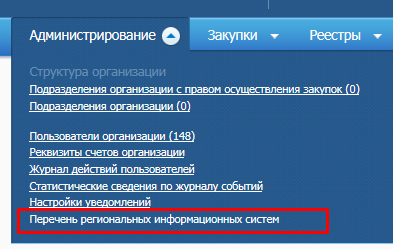 Администрирование Закупки Реестры
Структура организации
Подразделения организации с правом осуществления закупок (0)
Подразделения организации (0)
Пользователи организации (148)
Реквизиты счетов организации
Журнал действий пользователей
Статистические сведения по журналу событий
Настройки уведомлений
Перечень региональных информационных систем